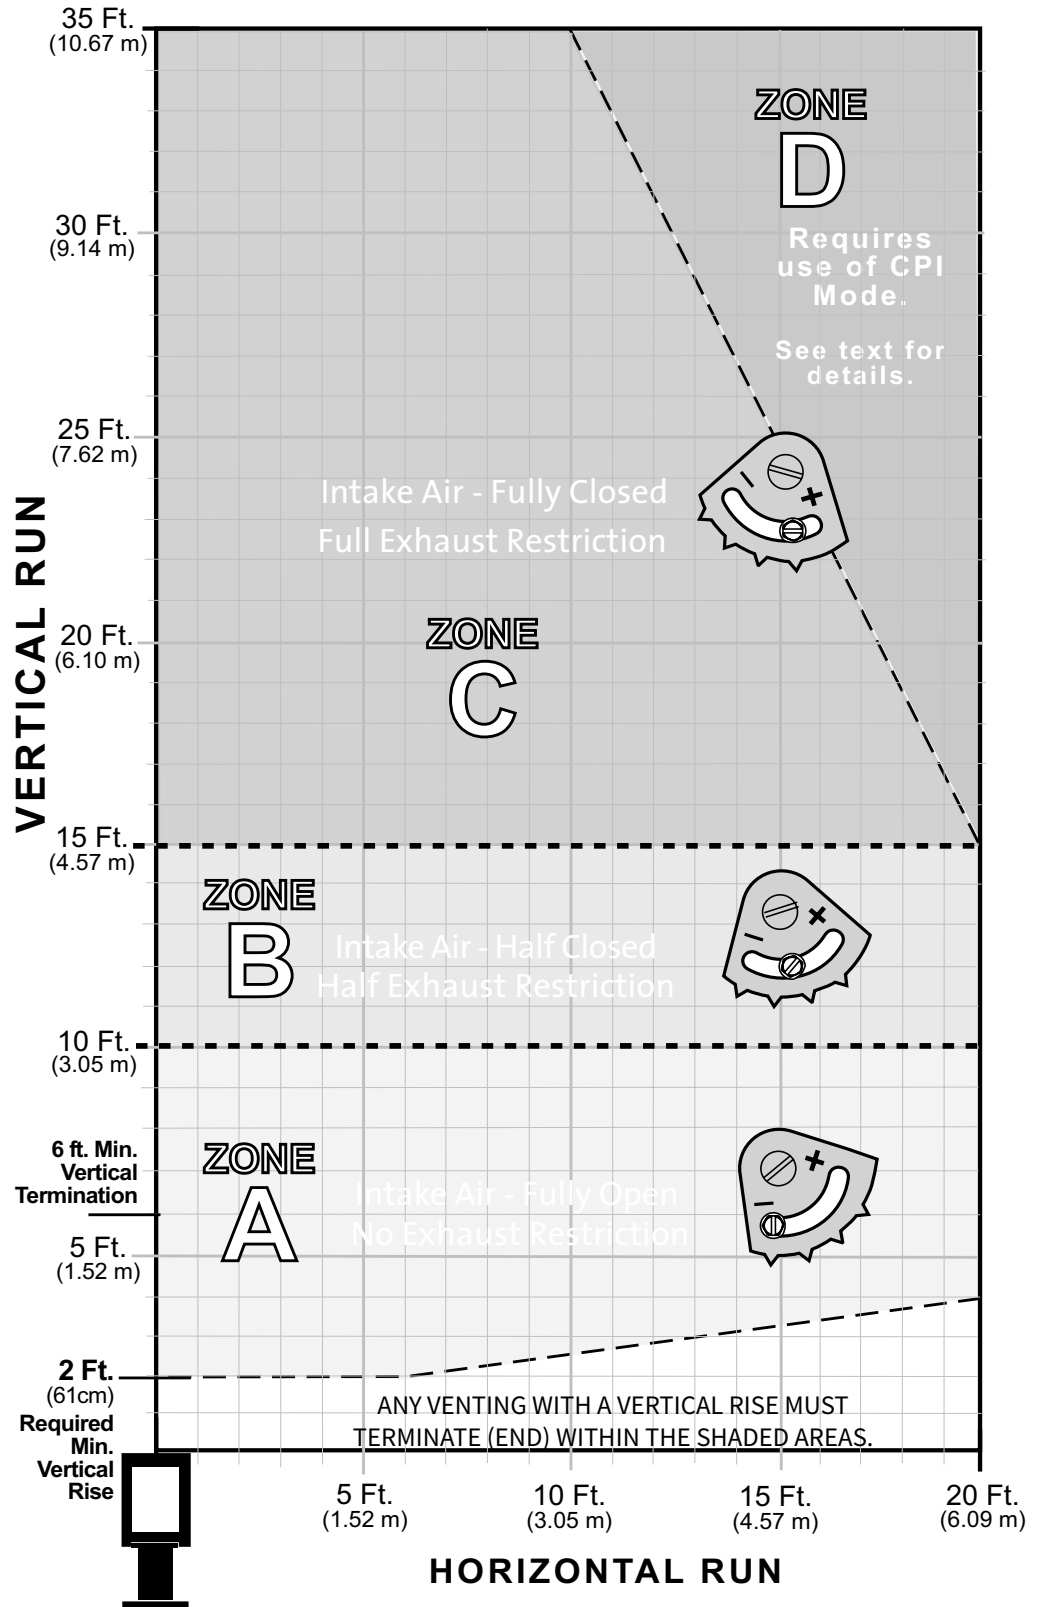 35 Ft.
(10.67 m)
ZONE
D
Requires
use of CPI
Mode.
See text for
details.
30 Ft.
(9.14 m)
25 Ft.
(7.62 m)
Intake Air - Fully Closed
Full Exhaust Restriction
- +
VERTICAL RUN
20 Ft.
(6.10 m)
ZONE
C
15 Ft.
(4.57 m)
ZONE
B
Intake Air - Half Closed
Half Exhaust Restriction
- +
10 Ft.
(3.05 m)
6 ft. Min.
Vertical
Termination
ZONE
A
Intake Air - Fully Open
No Exhaust Restriction
- +
5 Ft.
(1.52 m)
2 Ft.
(61cm)
Required
Min.
Vertical
Rise
ANY VENTING WITH A VERTICAL RISE MUST
TERMINATE (END) WITHIN THE SHADED AREAS.
5 Ft.
(1.52 m)
10 Ft.
(3.05 m)
15 Ft.
(4.57 m)
20 Ft.
(6.09 m)
HORIZONTAL RUN